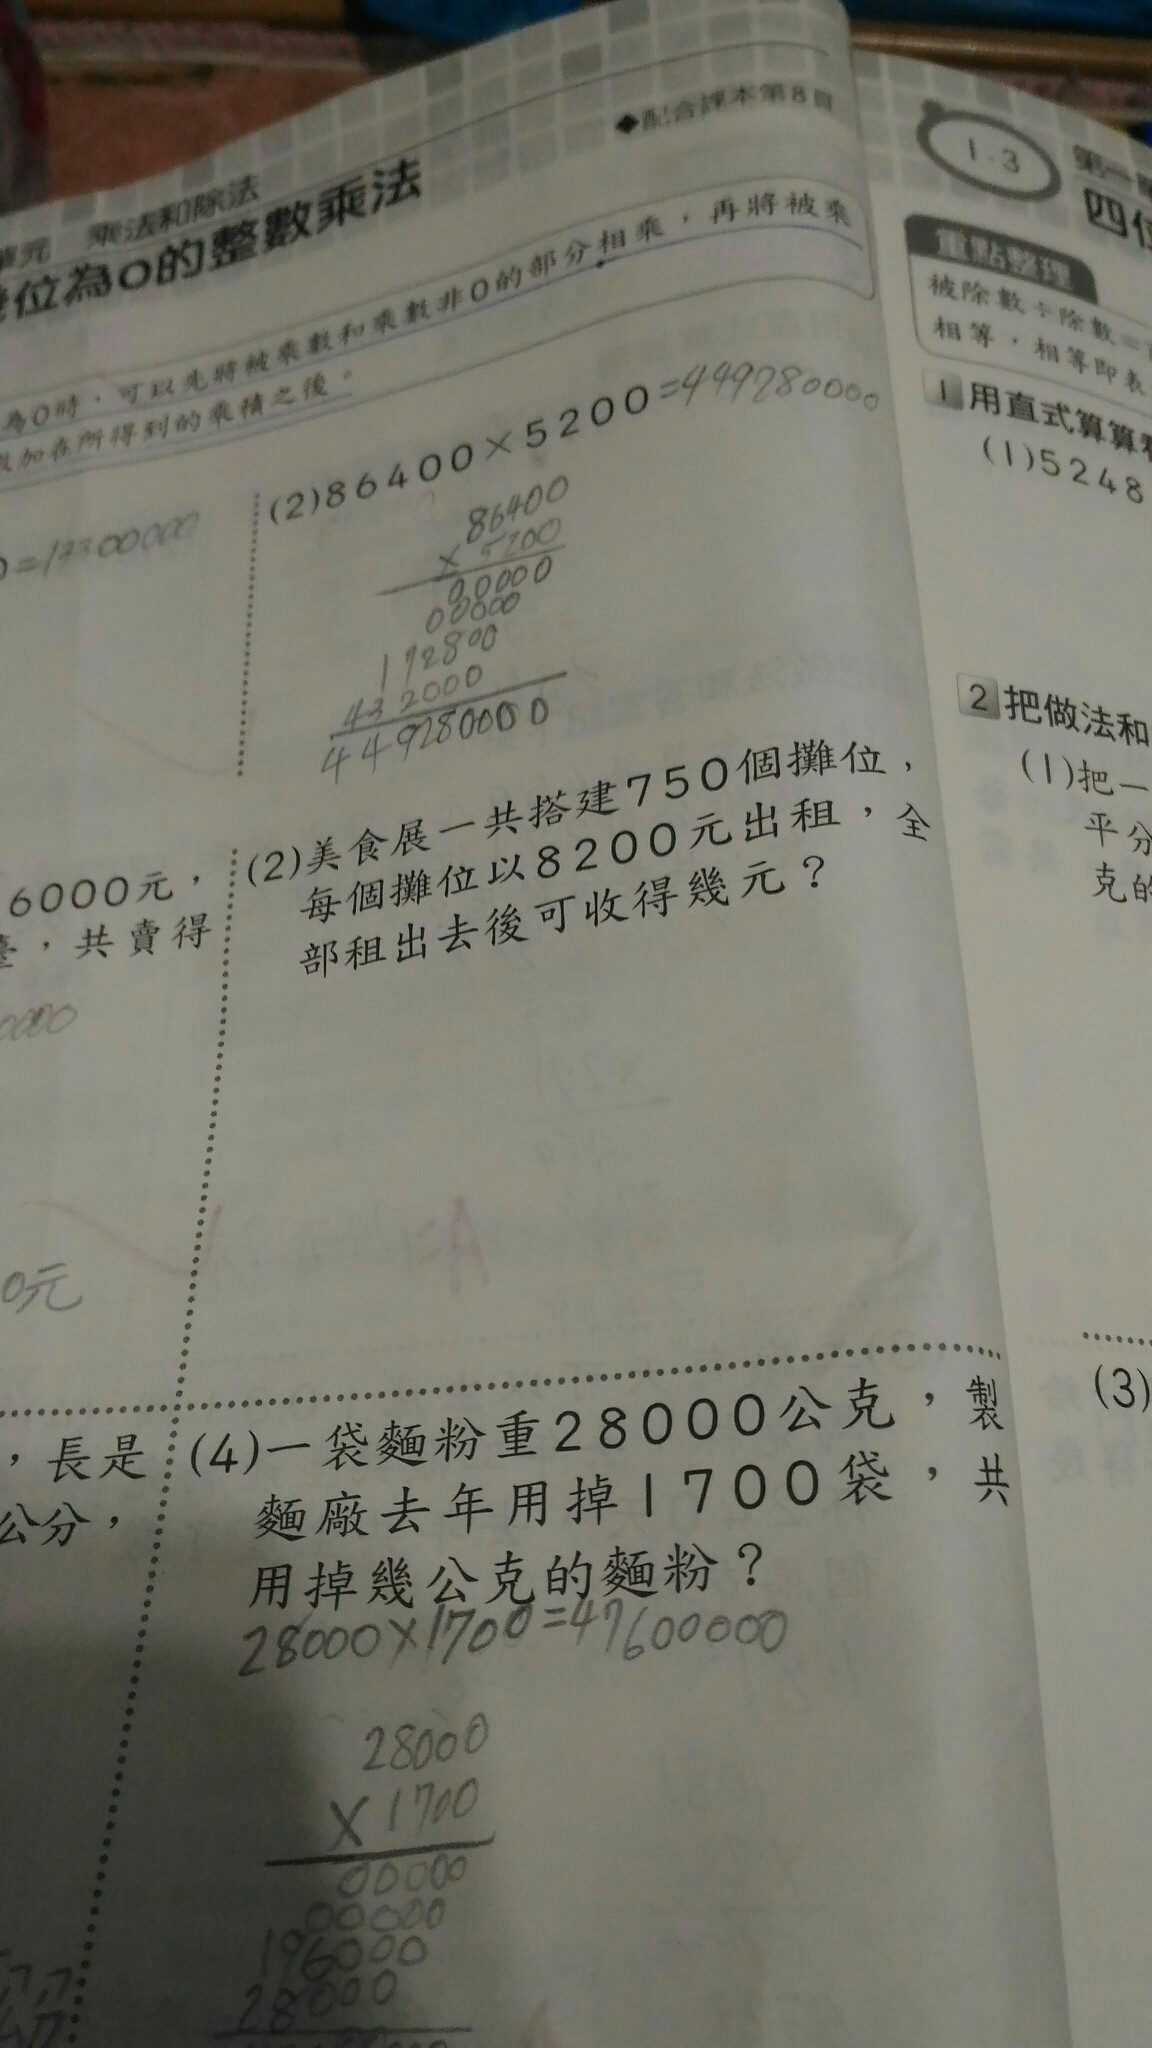 單元 乘法和除法
位為0的整數乘法
◆配合課本第8頁
為0時，可以先將被乘數和乘數非0的部分相乘，再將被乘
加在所得到的乘積之後。
(2)86400×5200=449280000
86400
×5200
00000
00000
172800
432000
449280000
6000元，
臺，共賣得
0000
0元
(2)美食展一共搭建750個攤位，
每個攤位以8200元出租，全
部租出去後可收得幾元？
，長是
公分，
(4)一袋麵粉重28000公克，製
麵廠去年用掉1700袋，共
用掉幾公克的麵粉？
28000×1700=47600000
28000
×1700
00000
00000
196000
28000
1-3
第一
四位
重點整理
被除數÷除數=
相等，相等即表
1 用直式算算看
(1)5248
2 把做法和
(1)把一
平分
克的
(3)